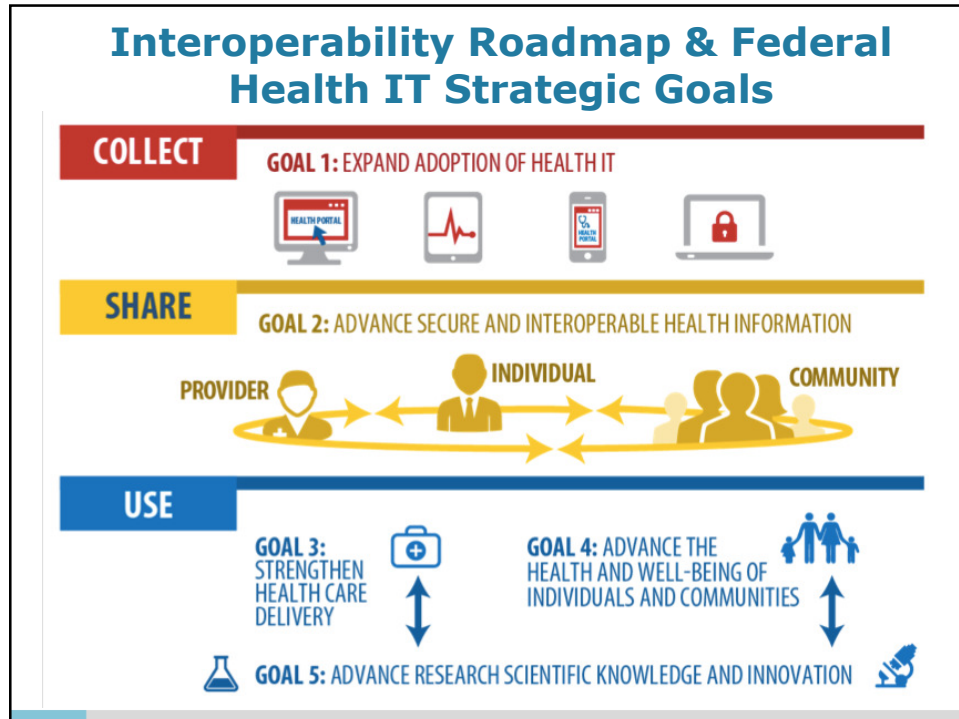 Interoperability Roadmap & Federal
Health IT Strategic Goals
COLLECT
GOAL 1: EXPAND ADOPTION OF HEALTH IT
HEALTH PORTAL
HEALTH
PORTAL
SHARE
GOAL 2: ADVANCE SECURE AND INTEROPERABLE HEALTH INFORMATION
PROVIDER
INDIVIDUAL
COMMUNITY
USE
GOAL 3:
STRENGTHEN
HEALTH CARE
DELIVERY
GOAL 4: ADVANCE THE
HEALTH AND WELL-BEING OF
INDIVIDUALS AND COMMUNITIES
GOAL 5: ADVANCE RESEARCH SCIENTIFIC KNOWLEDGE AND INNOVATION